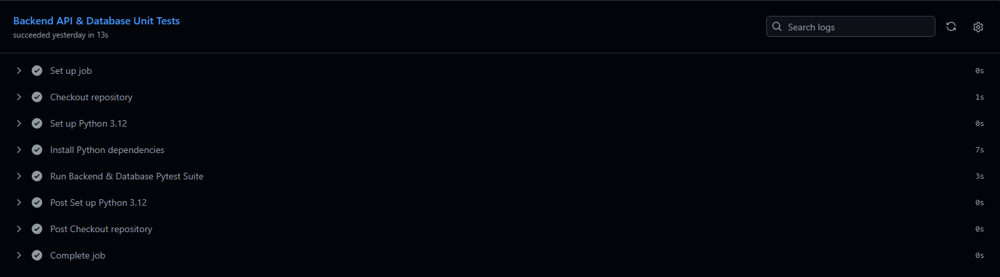 Backend API & Database Unit Tests
succeeded yesterday in 13s
Search logs
Set up job 0s
Checkout repository 1s
Set up Python 3.12 0s
Install Python dependencies 7s
Run Backend & Database Pytest Suite 3s
Post Set up Python 3.12 0s
Post Checkout repository 0s
Complete job 0s